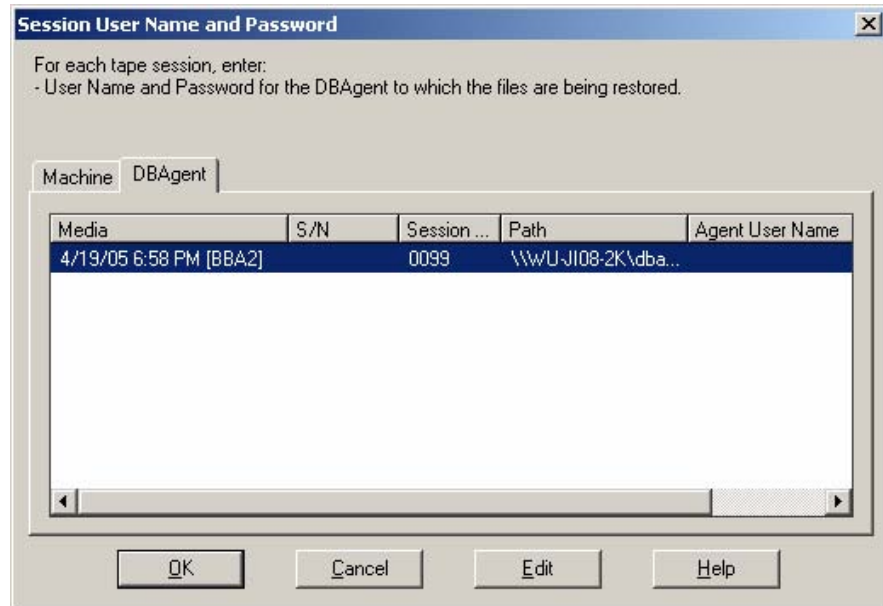 Session User Name and Password
For each tape session, enter:
- User Name and Password for the DBAgent to which the files are being restored.
Machine DBAgent
Media S/N Session ... Path Agent User Name
4/19/05 6:58 PM [BBA2] 0099 \\WU-JI08-2K\dba...
OK Cancel Edit Help